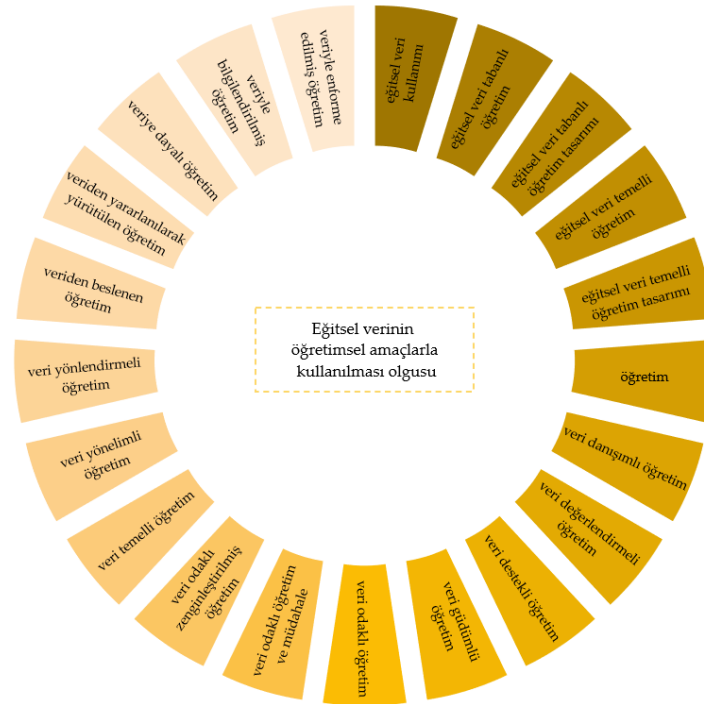 eğitsel veri
kullanımı
eğitsel veri tabanlı
öğretim
eğitsel veri tabanlı
öğretim tasarımı
eğitsel veri temelli
öğretim
eğitsel veri temelli
öğretim tasarımı
öğretim
veri danışımlı öğretim
veri değerlendirmeli
öğretim
veri destekli öğretim
veri güdümlü
öğretim
veri odaklı öğretim
veri odaklı öğretim
ve müdahale
veri odaklı
zenginleştirilmiş
öğretim
veri temelli öğretim
veri yönelimli
öğretim
veri yönlendirmeli
öğretim
veriden beslenen
öğretim
veriden yararlanılarak
yürütülen öğretim
veriye dayalı öğretim
veriyle
bilgilendirilmiş
öğretim
veriyle enforme
edilmiş öğretim
Eğitsel verinin
öğretimsel amaçlarla
kullanılması olgusu